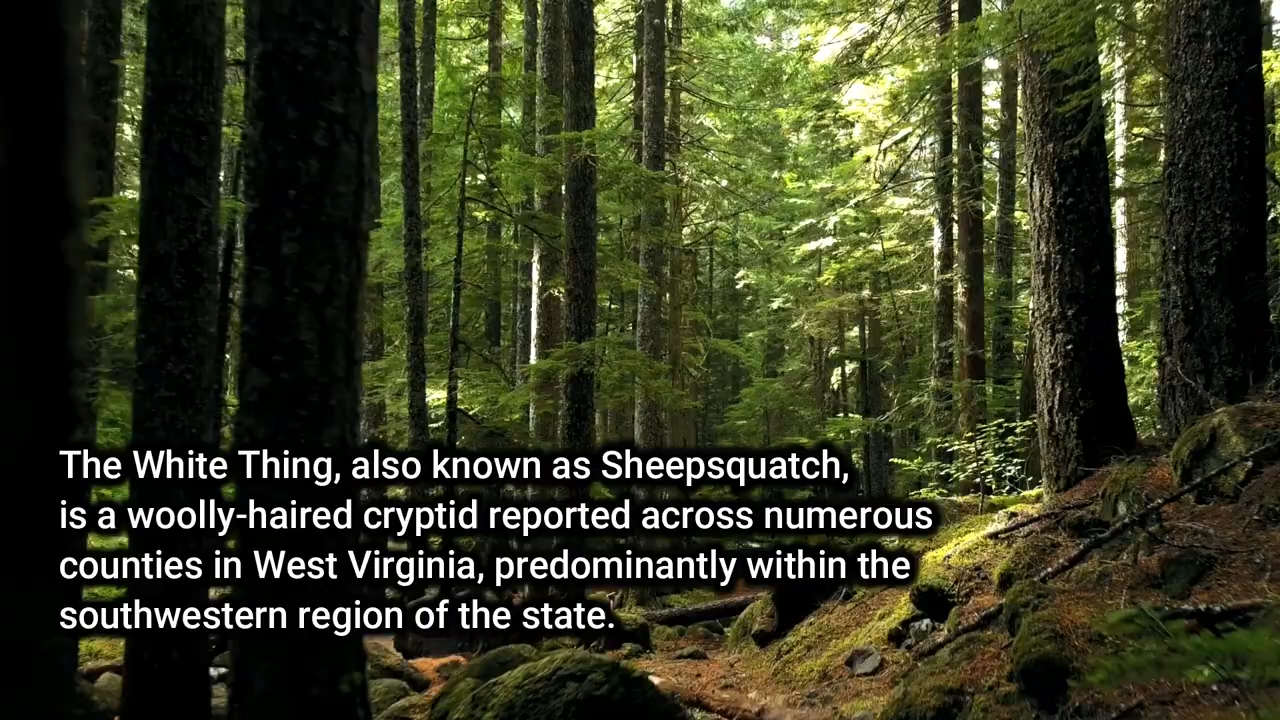 The White Thing, also known as Sheepsquatch,
is a woolly-haired cryptid reported across numerous
counties in West Virginia, predominantly within the
southwestern region of the state.